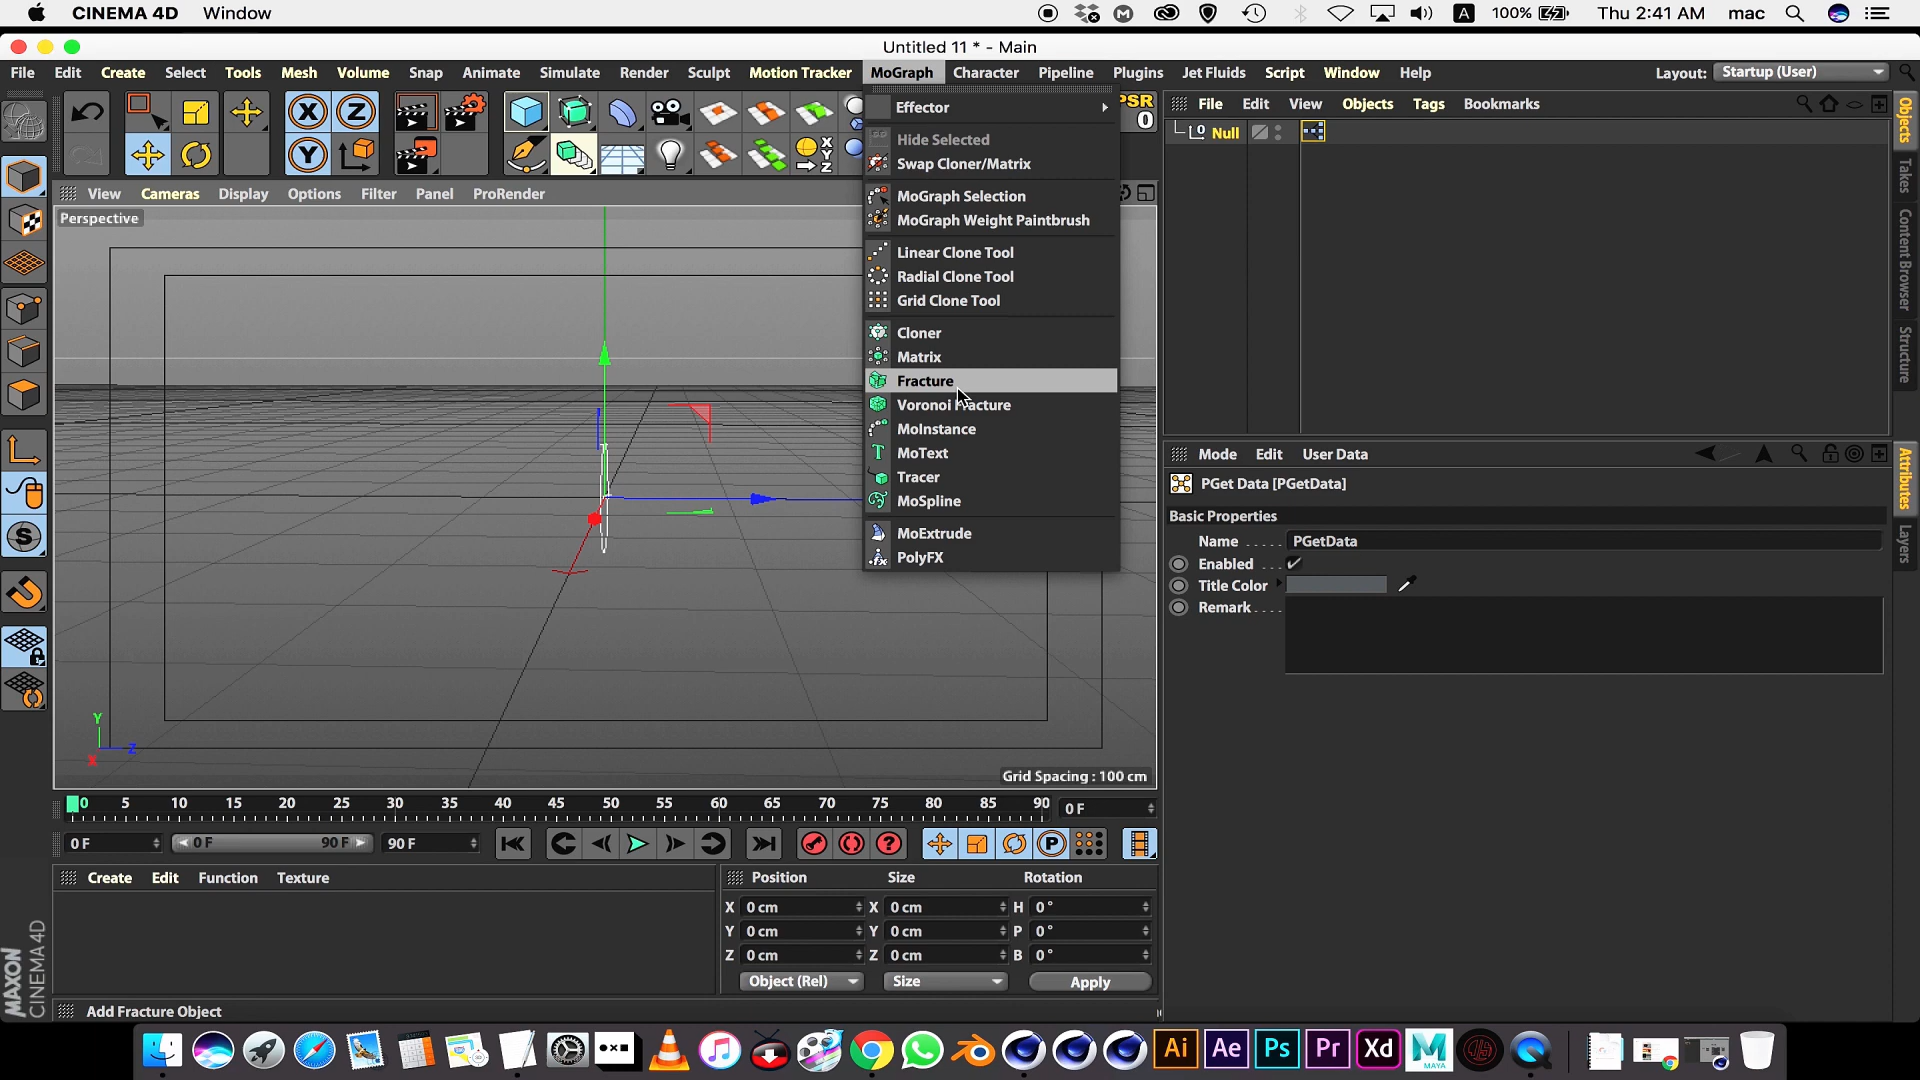 CINEMA 4D Window
A 100% Thu 2:41 AM mac
Untitled 11 * - Main
File Edit Create Select Tools Mesh Volume Snap Animate Simulate Render Sculpt Motion Tracker MoGraph Character Pipeline Plugins Jet Fluids Script Window Help Layout: Startup (User)
X Z
Y
X
Y
Z
PSR
0
View Cameras Display Options Filter Panel ProRender
Perspective
Effector
Hide Selected
Swap Cloner/Matrix
MoGraph Selection
MoGraph Weight Paintbrush
Linear Clone Tool
Radial Clone Tool
Grid Clone Tool
Cloner
Matrix
Fracture
Voronoi Fracture
MoInstance
MoText
Tracer
MoSpline
MoExtrude
PolyFX
File Edit View Objects Tags Bookmarks
Null
Objects
Takes
Content Browser
Structure
Mode Edit User Data
PGet Data [PGetData]
Basic Properties
Name PGetData
Enabled
Title Color
Remark
Attributes
Layers
S
Y
Z
X
Grid Spacing : 100 cm
0 5 10 15 20 25 30 35 40 45 50 55 60 65 70 75 80 85 90 0 F
0 F 0 F 90 F 90 F P
Create Edit Function Texture
Position Size Rotation
X 0 cm X 0 cm H 0 °
Y 0 cm Y 0 cm P 0 °
Z 0 cm Z 0 cm B 0 °
Object (Rel) Size Apply
MAXON
CINEMA 4D
Add Fracture Object
Ai Ae Ps Pr Xd M
MAYA